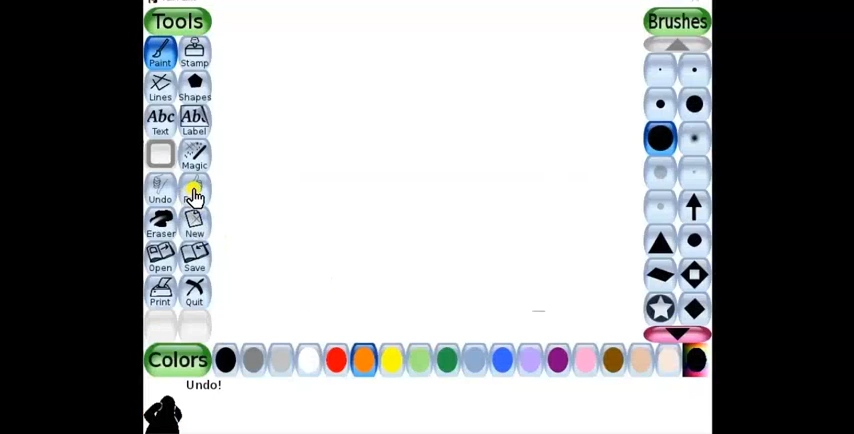 Tools
Brushes
Paint
Stamp
Lines
Shapes
Abc
Abc
Text
Label
Magic
Undo
Eraser
New
Open
Save
Print
Quit
Colors
Undo!